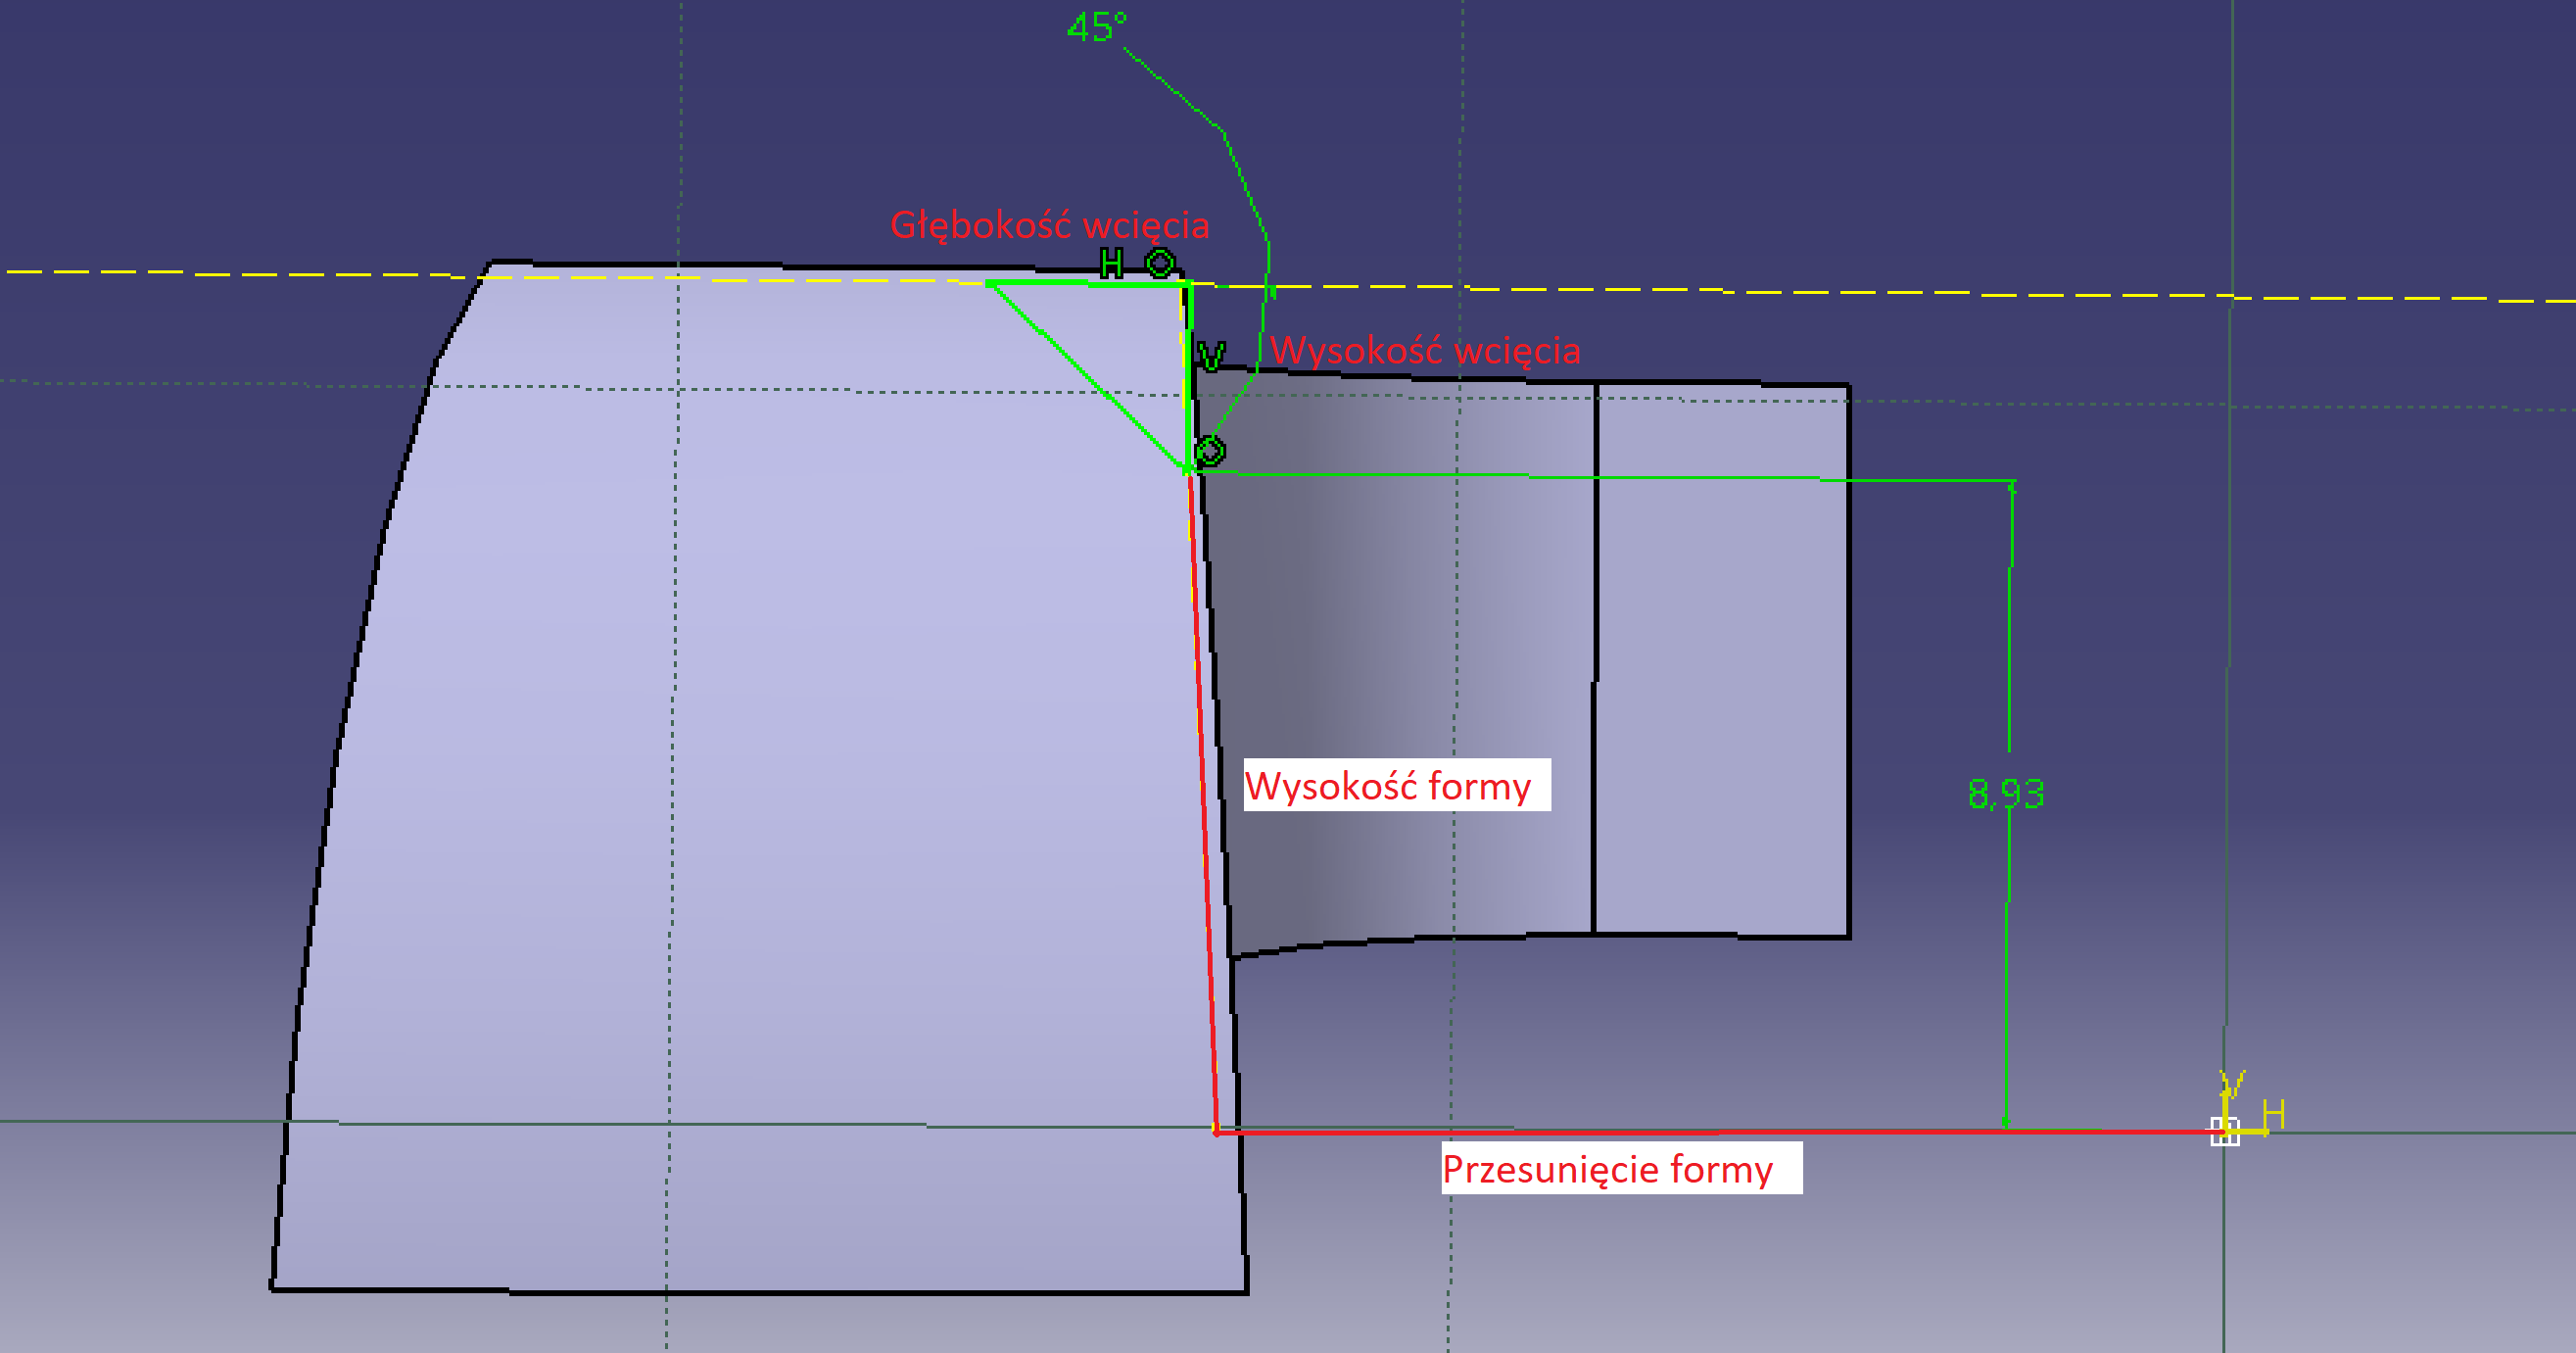 45°
Głębokość wcięcia
H
V
Wysokość wcięcia
Wysokość formy
8,93
V
H
Przesunięcie formy